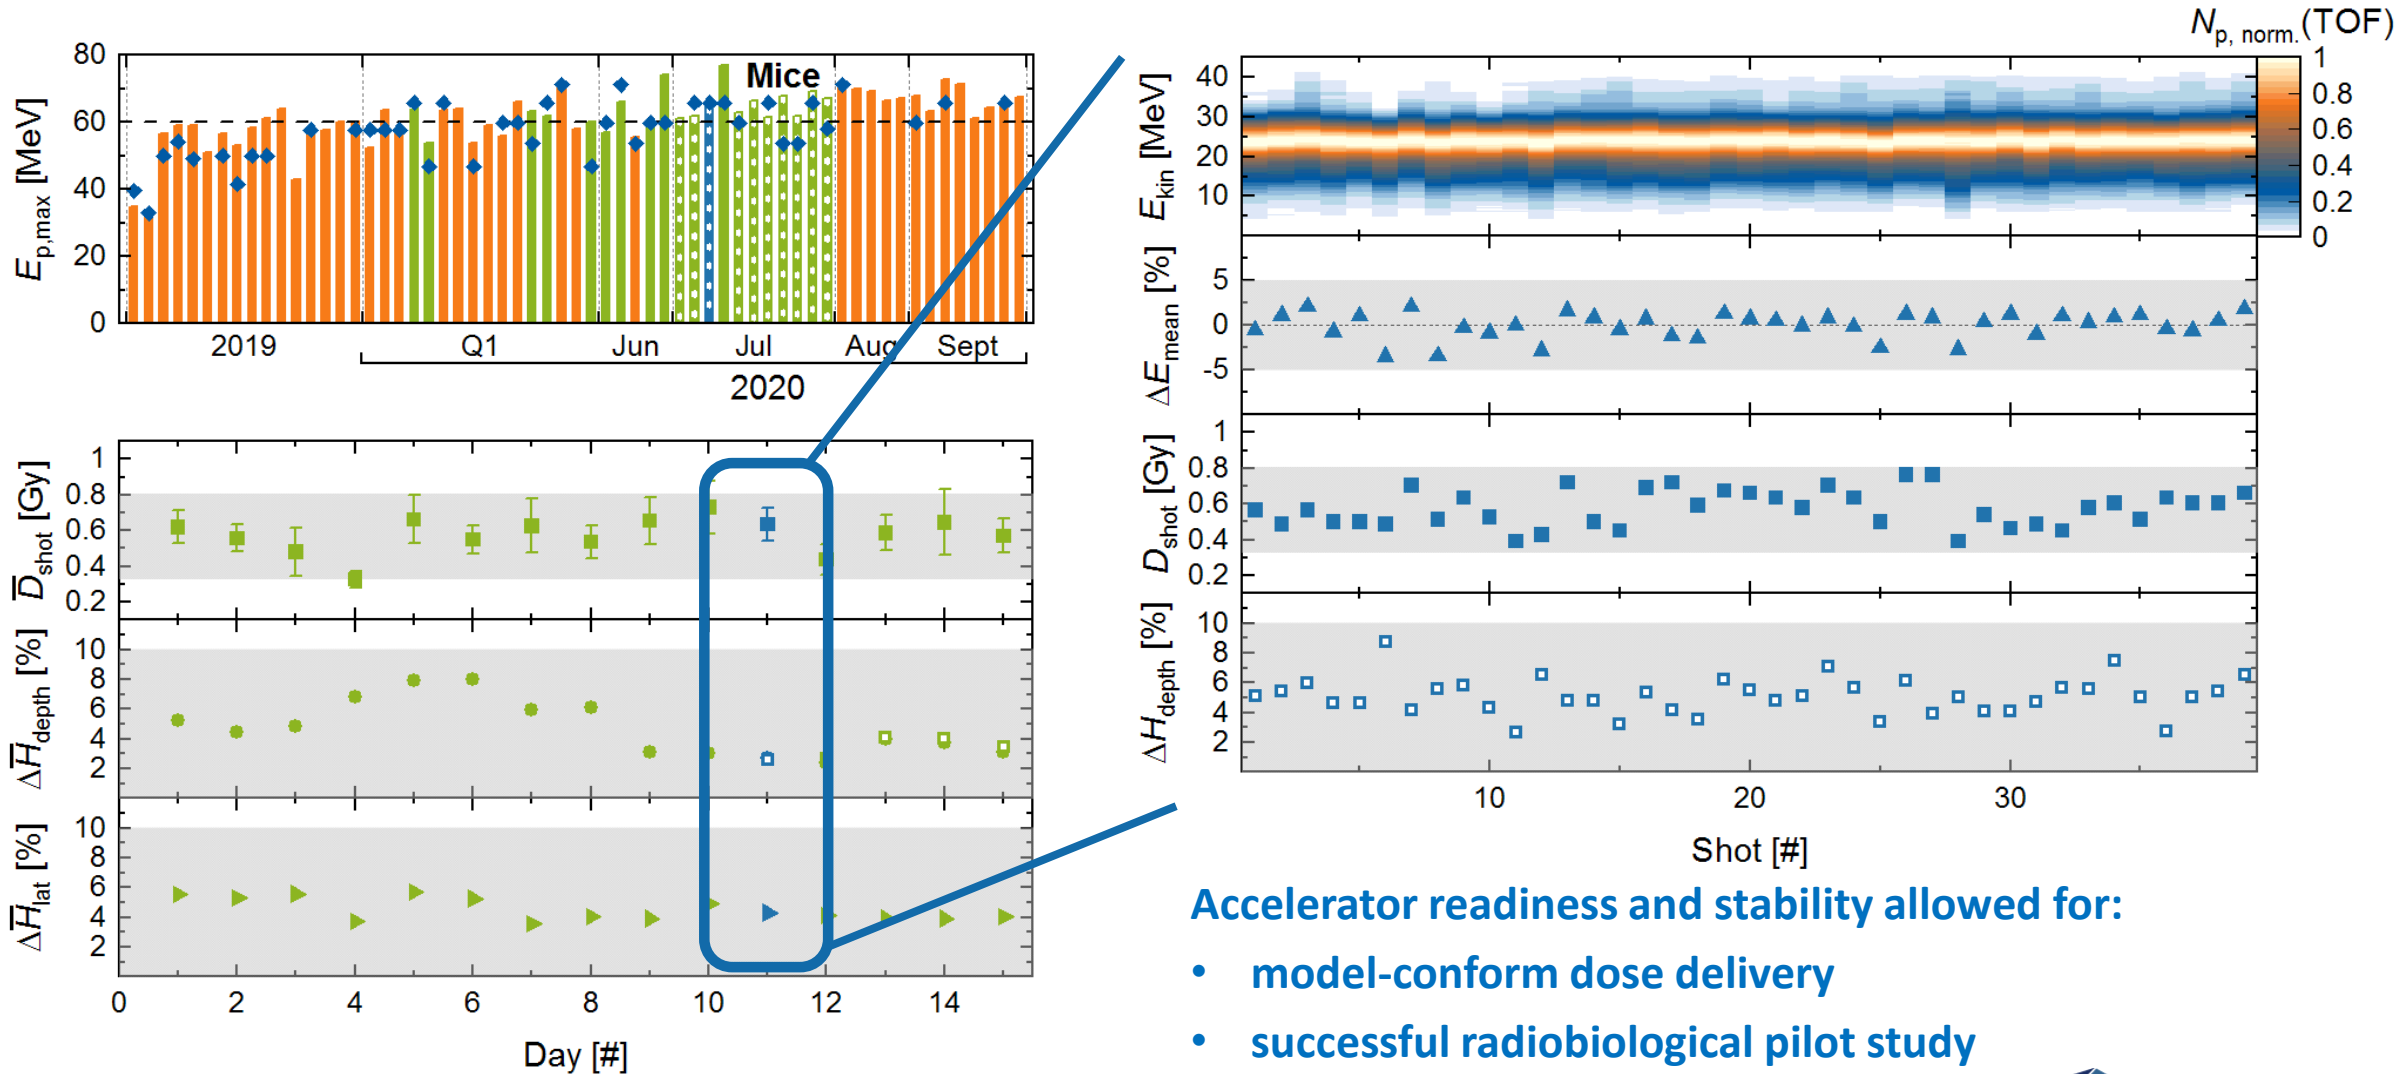 80
60
40
20
0
E_p,max [MeV]
Mice
2019
Q1
Jun
Jul
Aug
Sept
2020
1
0.8
0.6
0.4
0.2
D̅_shot [Gy]
10
8
6
4
2
ΔH̅_depth [%]
10
8
6
4
2
ΔH̅_lat [%]
0
2
4
6
8
10
12
14
Day [#]
N_p, norm.(TOF)
40
30
20
10
E_kin [MeV]
1
0.8
0.6
0.4
0.2
0
5
0
-5
ΔE_mean [%]
1
0.8
0.6
0.4
0.2
D_shot [Gy]
10
8
6
4
2
ΔH_depth [%]
10
20
30
Shot [#]
Accelerator readiness and stability allowed for:
• model-conform dose delivery
• successful radiobiological pilot study